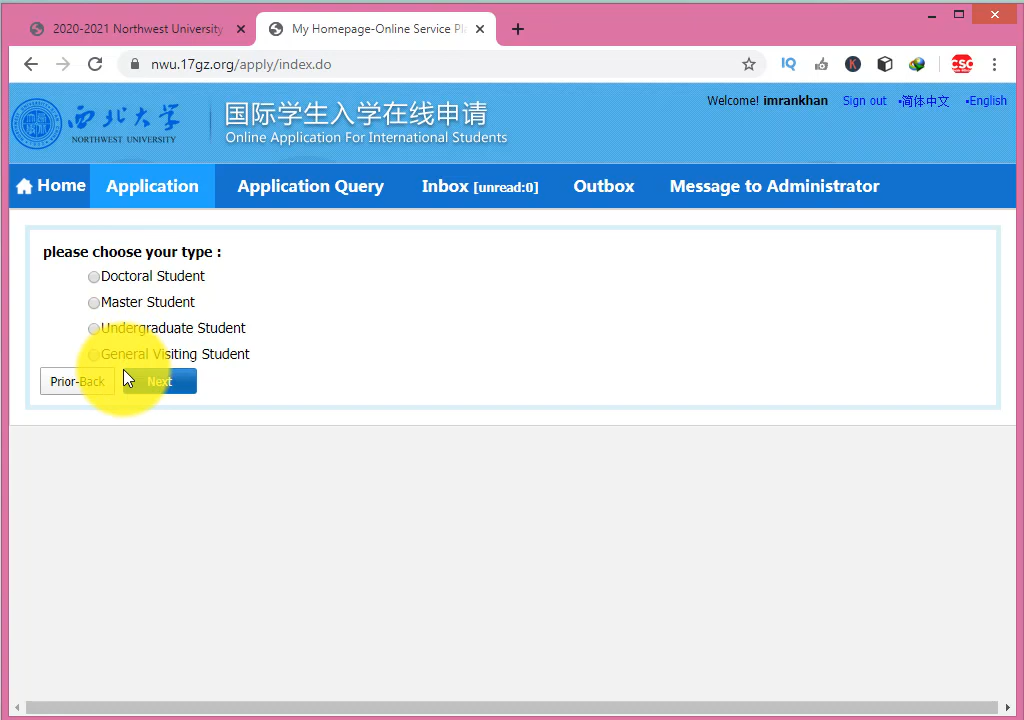 2020-2021 Northwest University
My Homepage-Online Service Pl
nwu.17gz.org/apply/index.do
IQ
K
CSC
西北大学
NORTHWEST UNIVERSITY
国际学生入学在线申请
Online Application For International Students
Welcome! imrankhan Sign out •简体中文 •English
Home Application Application Query Inbox [unread:0] Outbox Message to Administrator
please choose your type :
Doctoral Student
Master Student
Undergraduate Student
General Visiting Student
Prior-Back Next